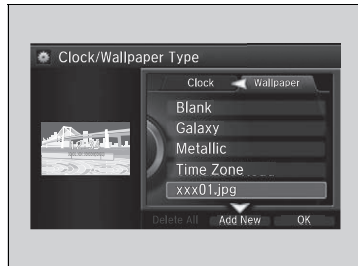 Clock/Wallpaper Type
Clock Wallpaper
Blank
Galaxy
Metallic
Time Zone
xxx01.jpg
Delete All Add New OK